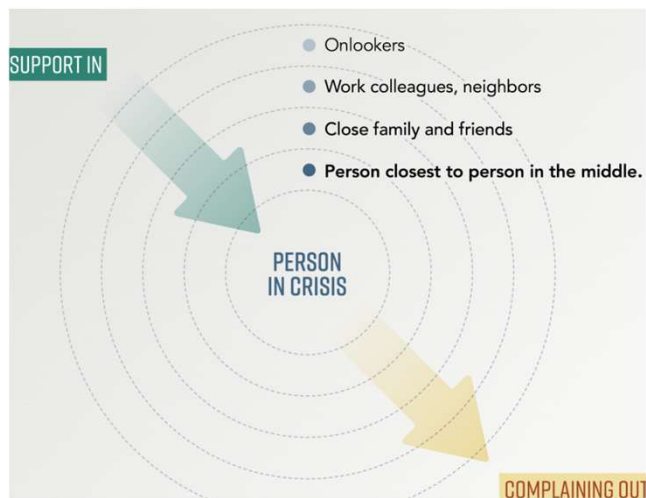 SUPPORT IN
Onlookers
Work colleagues, neighbors
Close family and friends
Person closest to person in the middle.
PERSON
IN CRISIS
COMPLAINING OUT